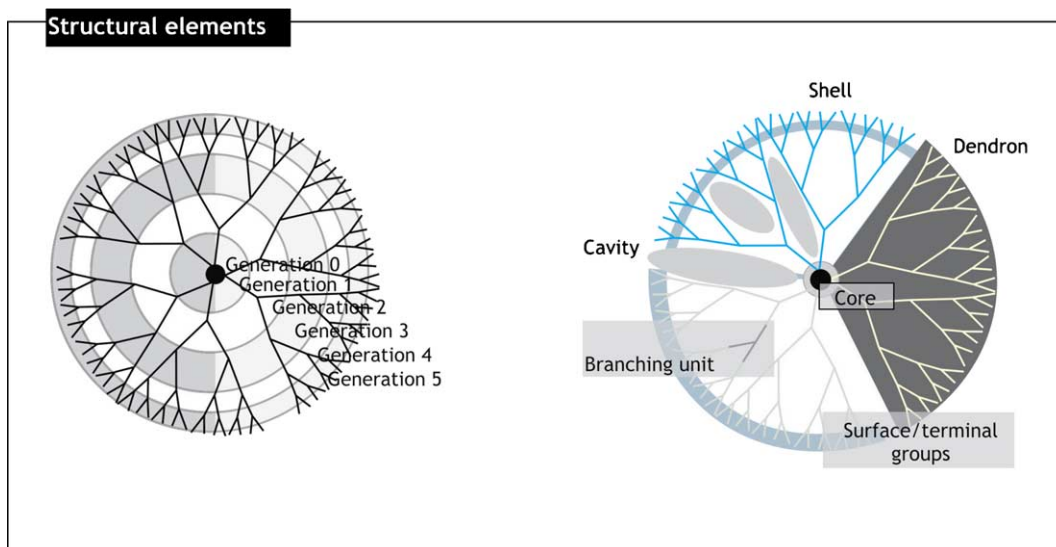 Structural elements
Generation 0
Generation 1
Generation 2
Generation 3
Generation 4
Generation 5
Shell
Dendron
Cavity
Core
Branching unit
Surface/terminal
groups